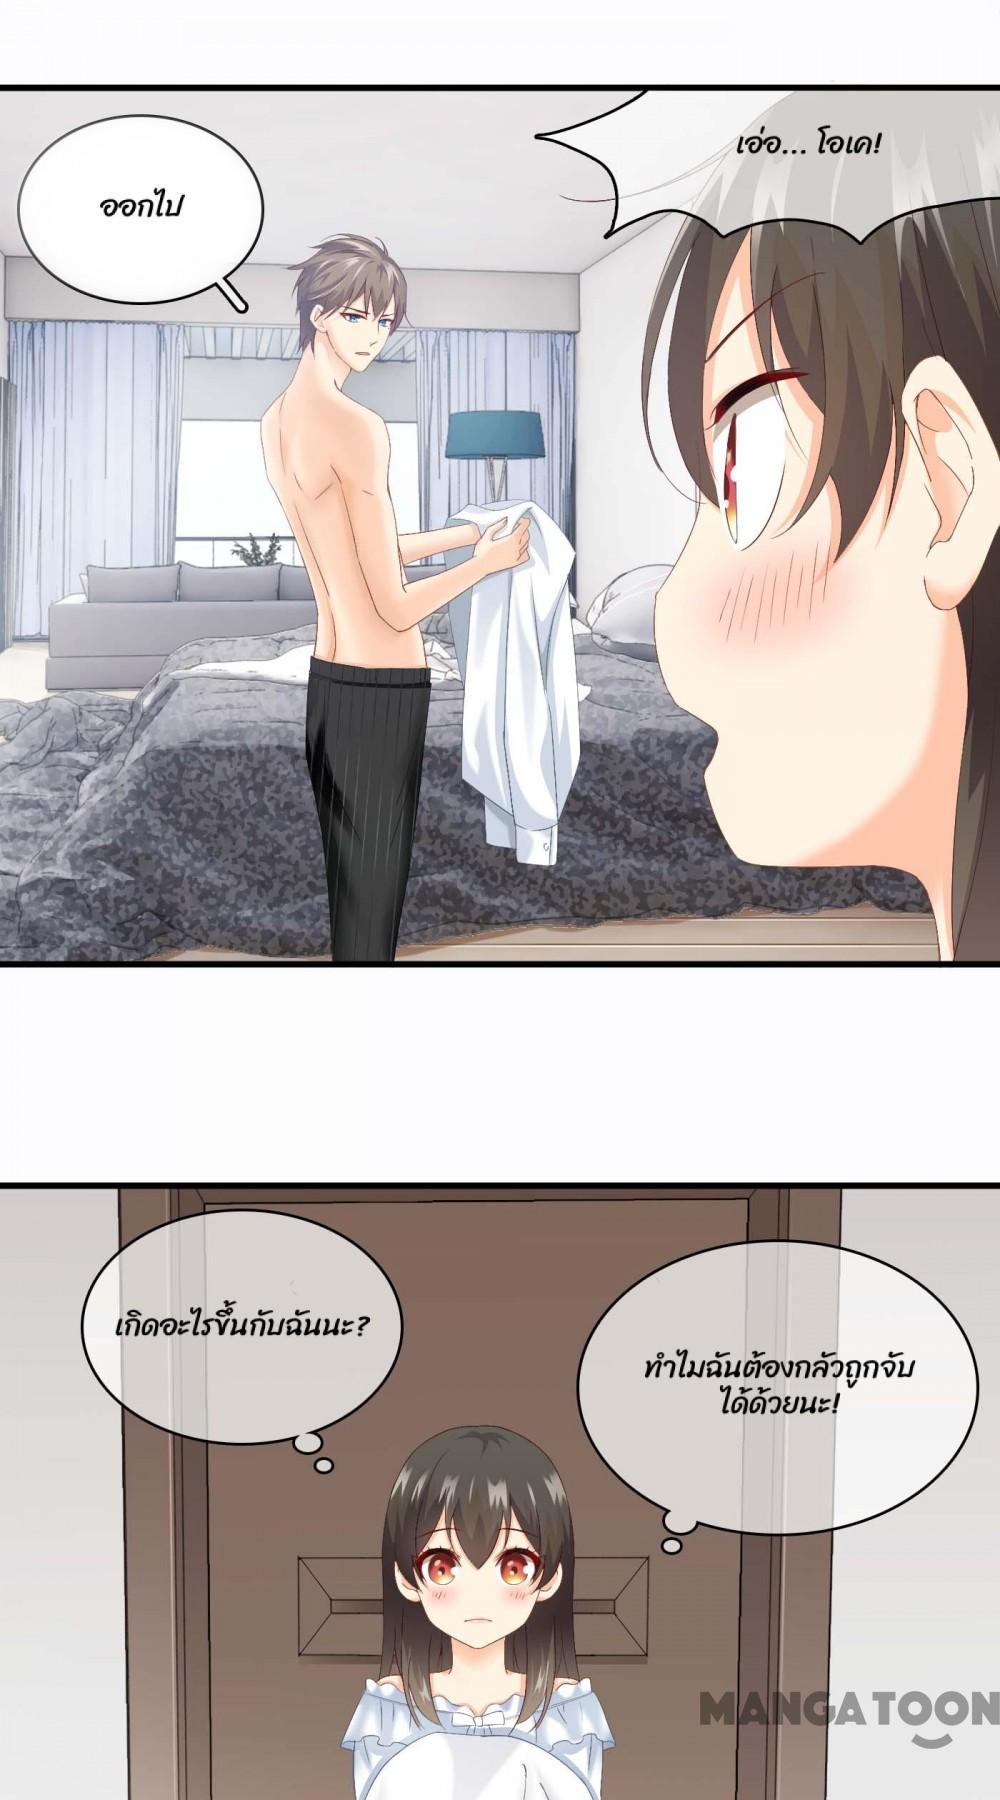 ออกไป
เอ่อ... โอเค!
เกิดอะไรขึ้นกับฉันนะ?
ทำไมฉันต้องกลัวถูกจับ
ได้ด้วยนะ!
MANGATOON